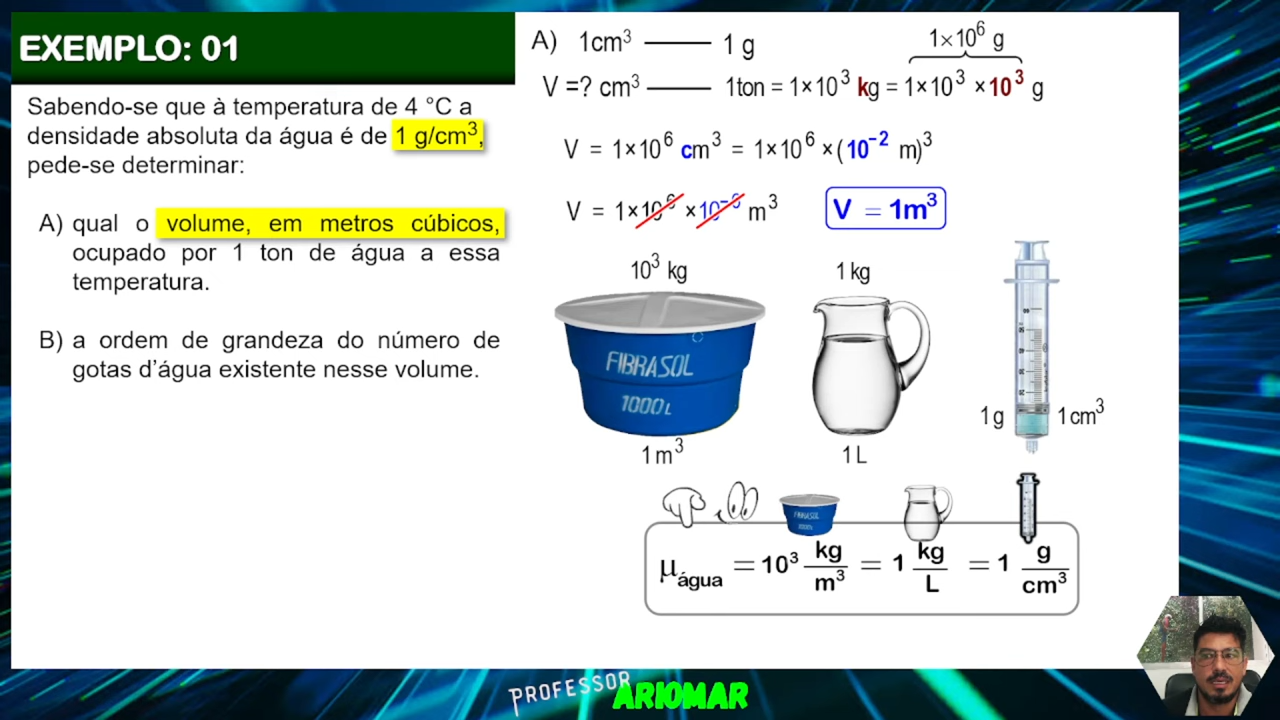 EXEMPLO: 01
Sabendo-se que à temperatura de 4 °C a
densidade absoluta da água é de 1 g/cm³,
pede-se determinar:
A) qual o volume, em metros cúbicos,
ocupado por 1 ton de água a essa
temperatura.
B) a ordem de grandeza do número de
gotas d’água existente nesse volume.
A) 1cm³ —— 1 g
1×10⁶ g
V =? cm³ —— 1ton = 1×10³ kg = 1×10³ ×10³ g
V = 1×10⁶ cm³ = 1×10⁶ ×(10⁻² m)³
V = 1×10⁶ ×10⁻⁶ m³
V = 1m³
10³ kg
1 kg
FIBRASOL
1000L
1 g
1cm³
1 m³
1 L
FIBRASOL
1000L
μágua = 10³ kg/m³ = 1 kg/L = 1 g/cm³
PROFESSOR
ARIOMAR